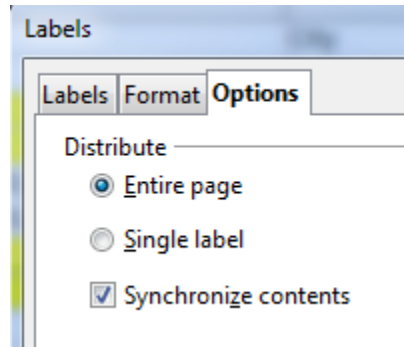 Labels
Labels Format Options
Distribute
Entire page
Single label
Synchronize contents